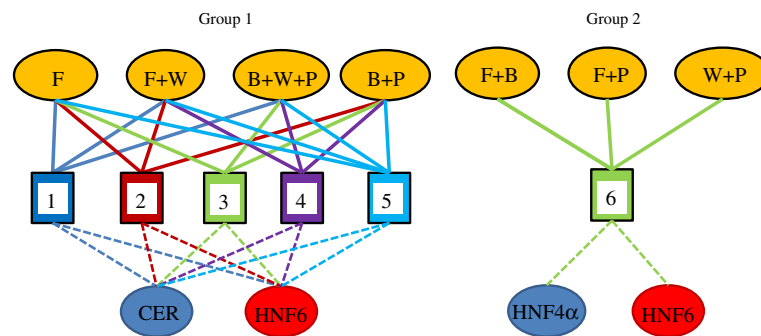 Group 1 Group 2
F F+W B+W+P B+P F+B F+P W+P
1 2 3 4 5 6
CER HNF6 HNF4α HNF6